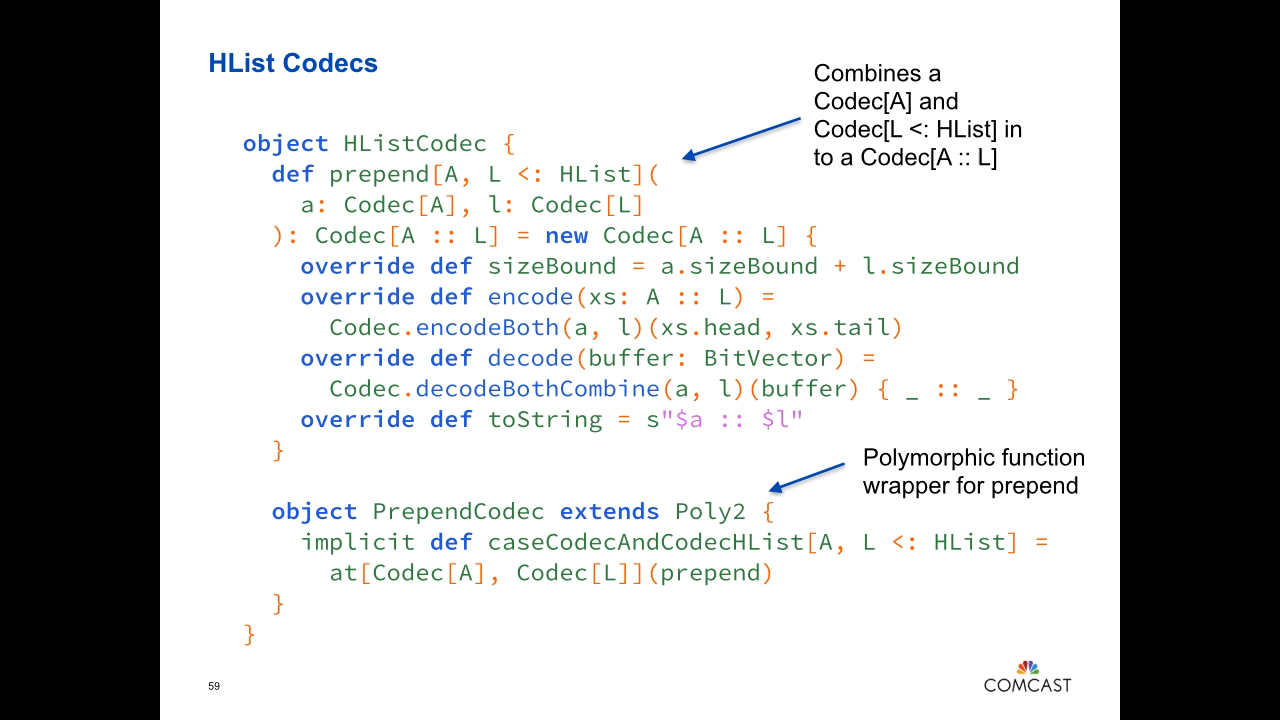 HList Codecs
Combines a
Codec[A] and
Codec[L <: HList] in
to a Codec[A :: L]
object HListCodec {
  def prepend[A, L <: HList](
    a: Codec[A], l: Codec[L]
  ): Codec[A :: L] = new Codec[A :: L] {
    override def sizeBound = a.sizeBound + l.sizeBound
    override def encode(xs: A :: L) =
      Codec.encodeBoth(a, l)(xs.head, xs.tail)
    override def decode(buffer: BitVector) =
      Codec.decodeBothCombine(a, l)(buffer) { _ :: _ }
    override def toString = s"$a :: $l"
  }
Polymorphic function
wrapper for prepend
  object PrependCodec extends Poly2 {
    implicit def caseCodecAndCodecHList[A, L <: HList] =
      at[Codec[A], Codec[L]](prepend)
  }
}
59
COMCAST